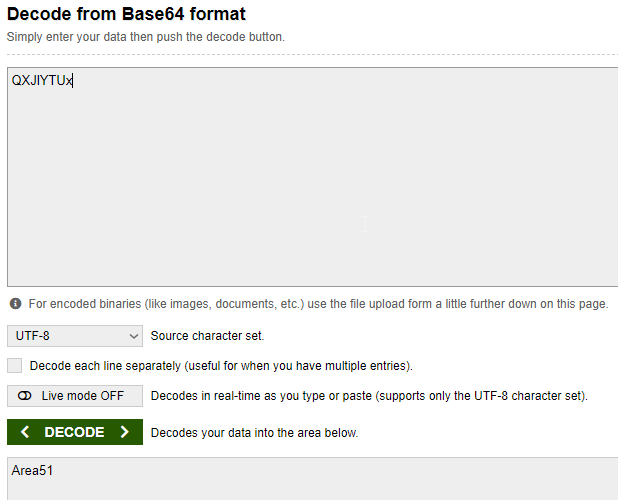 Decode from Base64 format
Simply enter your data then push the decode button.
QXJlYTUx
For encoded binaries (like images, documents, etc.) use the file upload form a little further down on this page.
UTF-8 Source character set.
Decode each line separately (useful for when you have multiple entries).
Live mode OFF Decodes in real-time as you type or paste (supports only the UTF-8 character set).
DECODE Decodes your data into the area below.
Area51